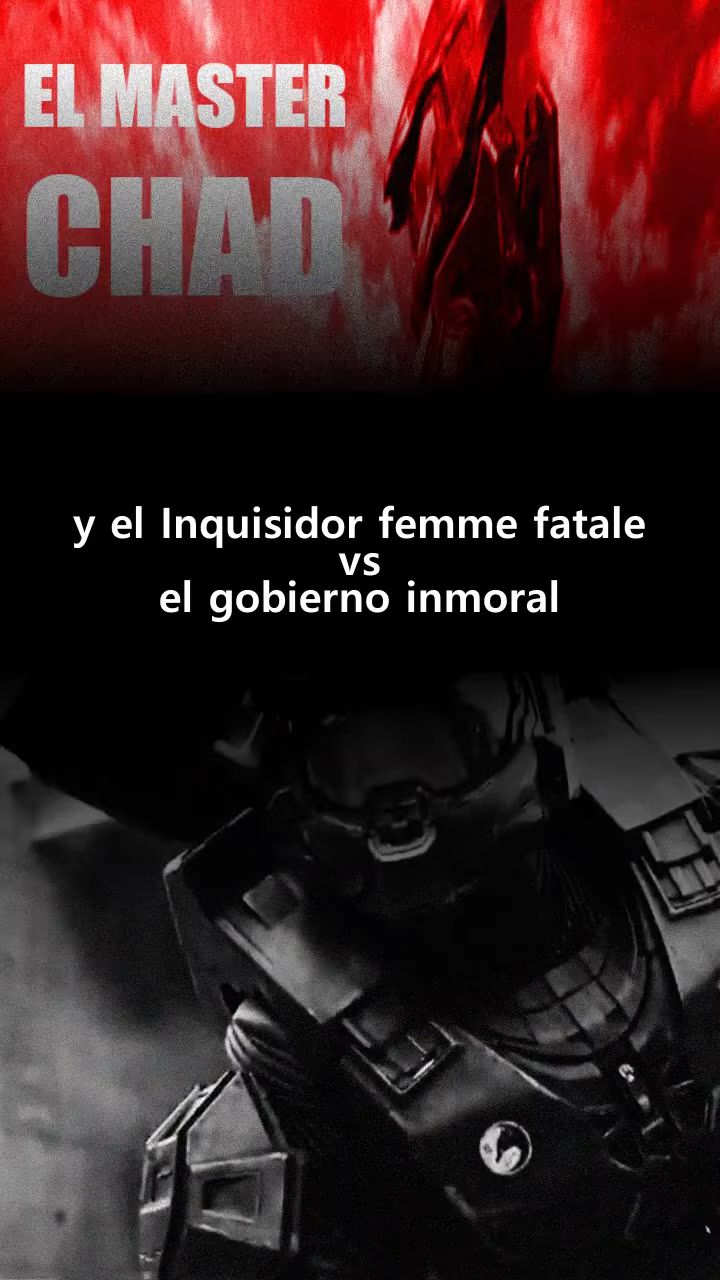 EL MASTER
CHAD
y el Inquisidor femme fatale
vs
el gobierno inmoral